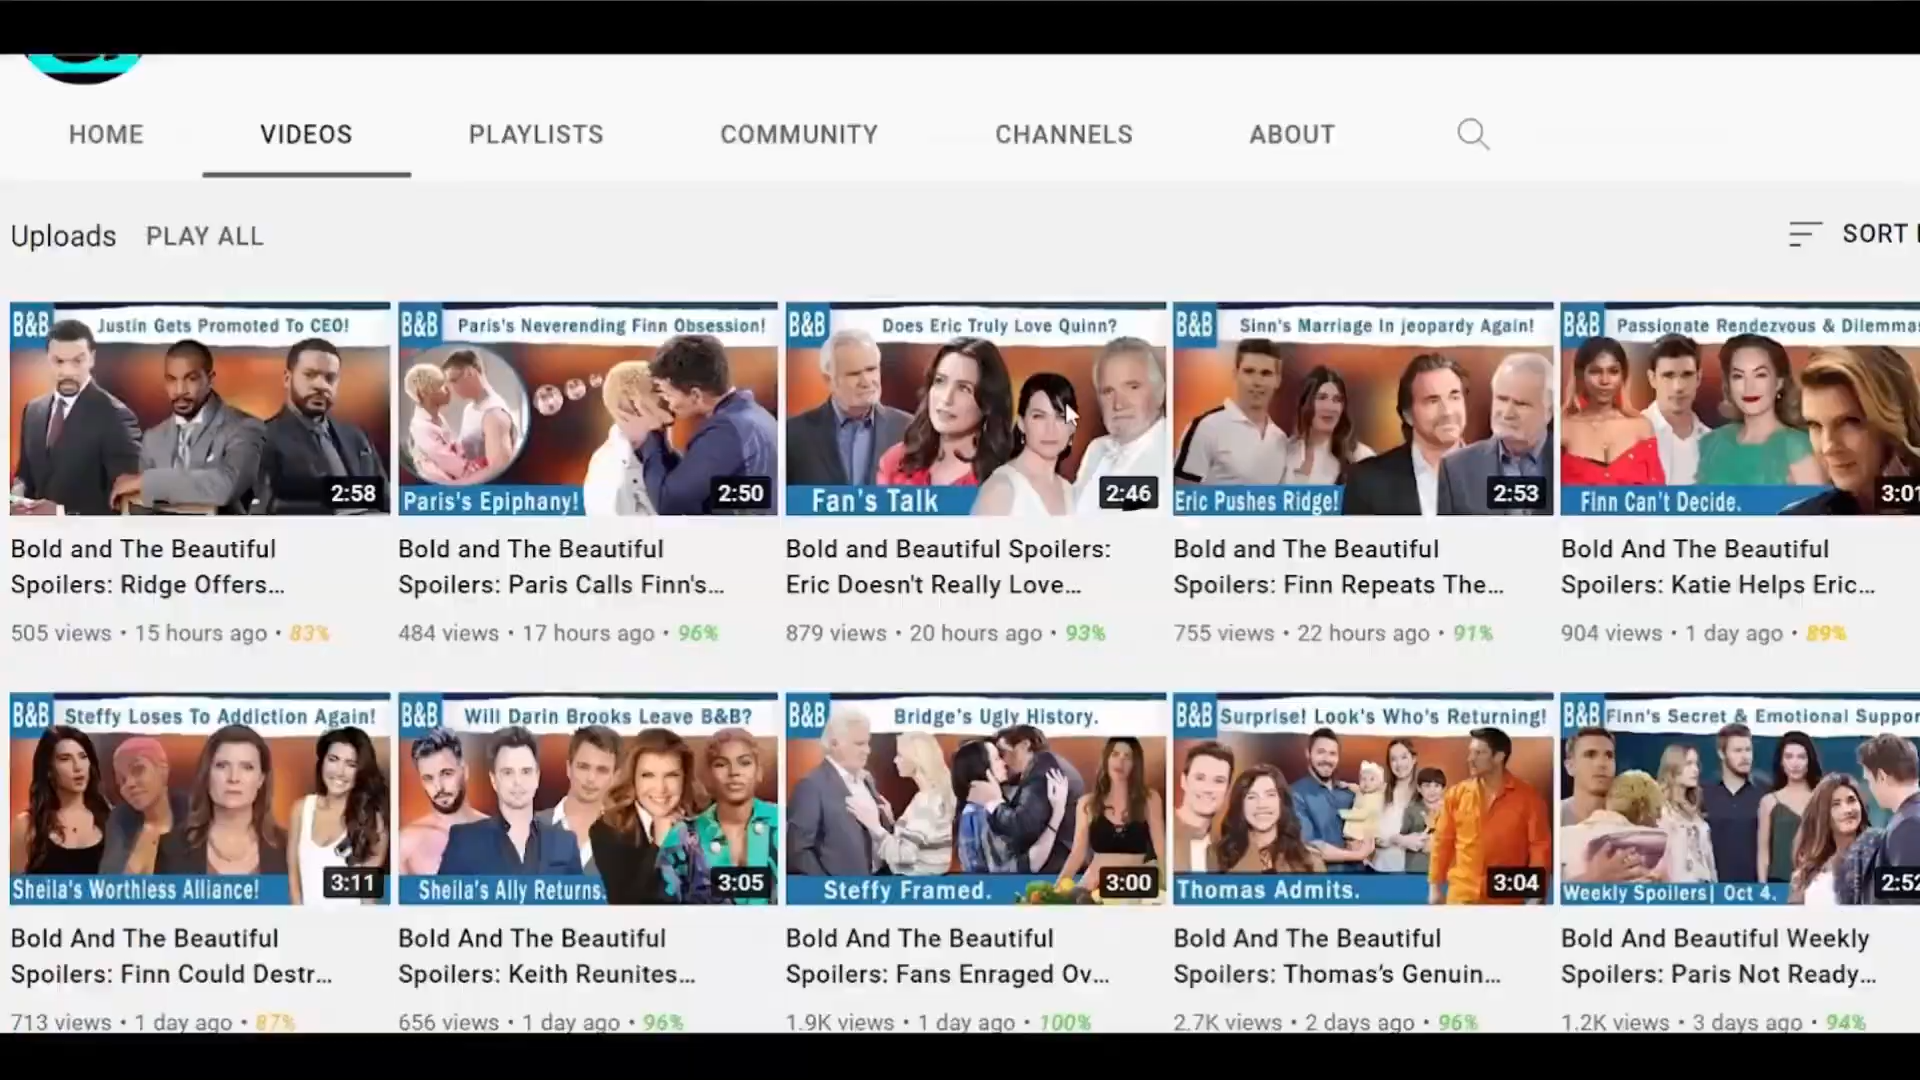 HOME VIDEOS PLAYLISTS COMMUNITY CHANNELS ABOUT
Uploads PLAY ALL
SORT
B&B Justin Gets Promoted To CEO!
2:58
Bold and The Beautiful
Spoilers: Ridge Offers...
505 views • 15 hours ago • 83%
B&B Paris's Neverending Finn Obsession!
Paris's Epiphany!
2:50
Bold and The Beautiful
Spoilers: Paris Calls Finn's...
484 views • 17 hours ago • 96%
B&B Does Eric Truly Love Quinn?
Fan's Talk
2:46
Bold and Beautiful Spoilers:
Eric Doesn't Really Love...
879 views • 20 hours ago • 93%
B&B Sinn's Marriage In jeopardy Again!
Eric Pushes Ridge!
2:53
Bold and The Beautiful
Spoilers: Finn Repeats The...
755 views • 22 hours ago • 91%
B&B Passionate Rendezvous & Dilemmas
Finn Can't Decide.
3:01
Bold And The Beautiful
Spoilers: Katie Helps Eric...
904 views • 1 day ago • 89%
B&B Steffy Loses To Addiction Again!
Sheila's Worthless Alliance!
3:11
Bold And The Beautiful
Spoilers: Finn Could Destr...
713 views • 1 day ago • 87%
B&B Will Darin Brooks Leave B&B?
Sheila's Ally Returns.
3:05
Bold And The Beautiful
Spoilers: Keith Reunites...
656 views • 1 day ago • 96%
B&B Bridge's Ugly History.
Steffy Framed.
3:00
Bold And The Beautiful
Spoilers: Fans Enraged Ov...
1.9K views • 1 day ago • 100%
B&B Surprise! Look's Who's Returning!
Thomas Admits.
3:04
Bold And The Beautiful
Spoilers: Thomas's Genuin...
2.7K views • 2 days ago • 96%
B&B Finn's Secret & Emotional Suppor
Weekly Spoilers| Oct 4.
2:52
Bold And Beautiful Weekly
Spoilers: Paris Not Ready...
1.2K views • 3 days ago • 94%